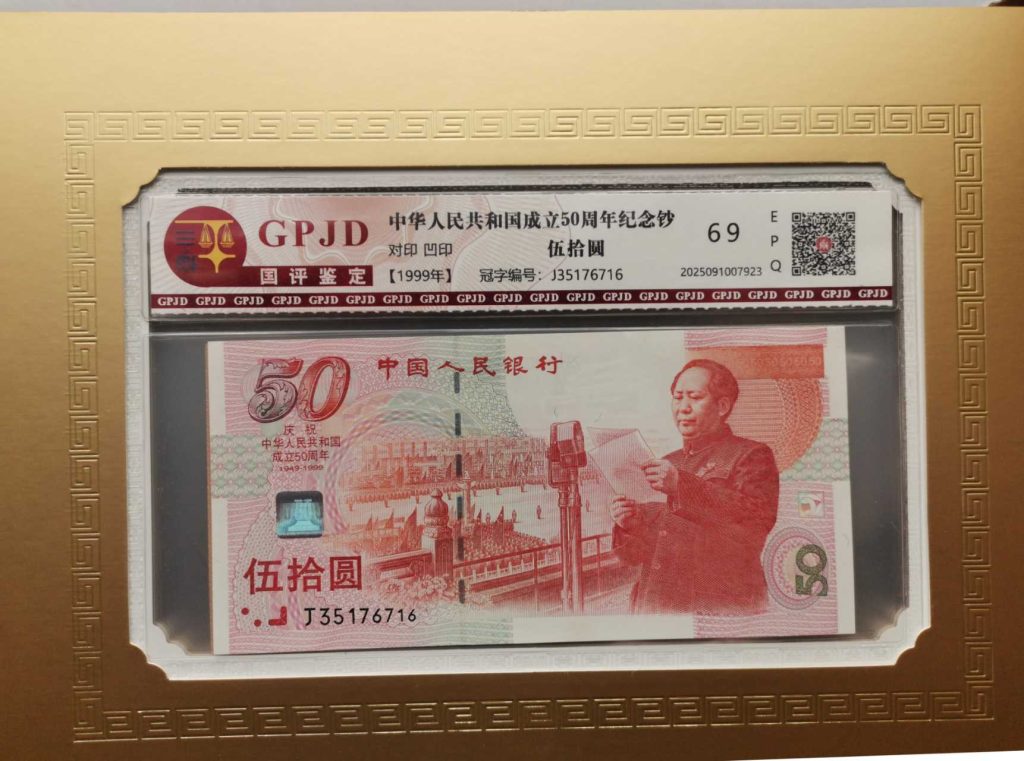 GPJD
国评鉴定
中华人民共和国成立50周年纪念钞
对印 凹印
伍拾圆
【1999年】
冠字编号：J35176716
69
E
P
Q
2025091007923
GPJD GPJD GPJD GPJD GPJD GPJD GPJD GPJD GPJD GPJD GPJD GPJD GPJD GPJD GPJD GPJD GPJD GPJD GPJD GPJD
50
中国人民银行
庆祝
中华人民共和国
成立50周年
1949-1999
伍拾圆
J35176716
50